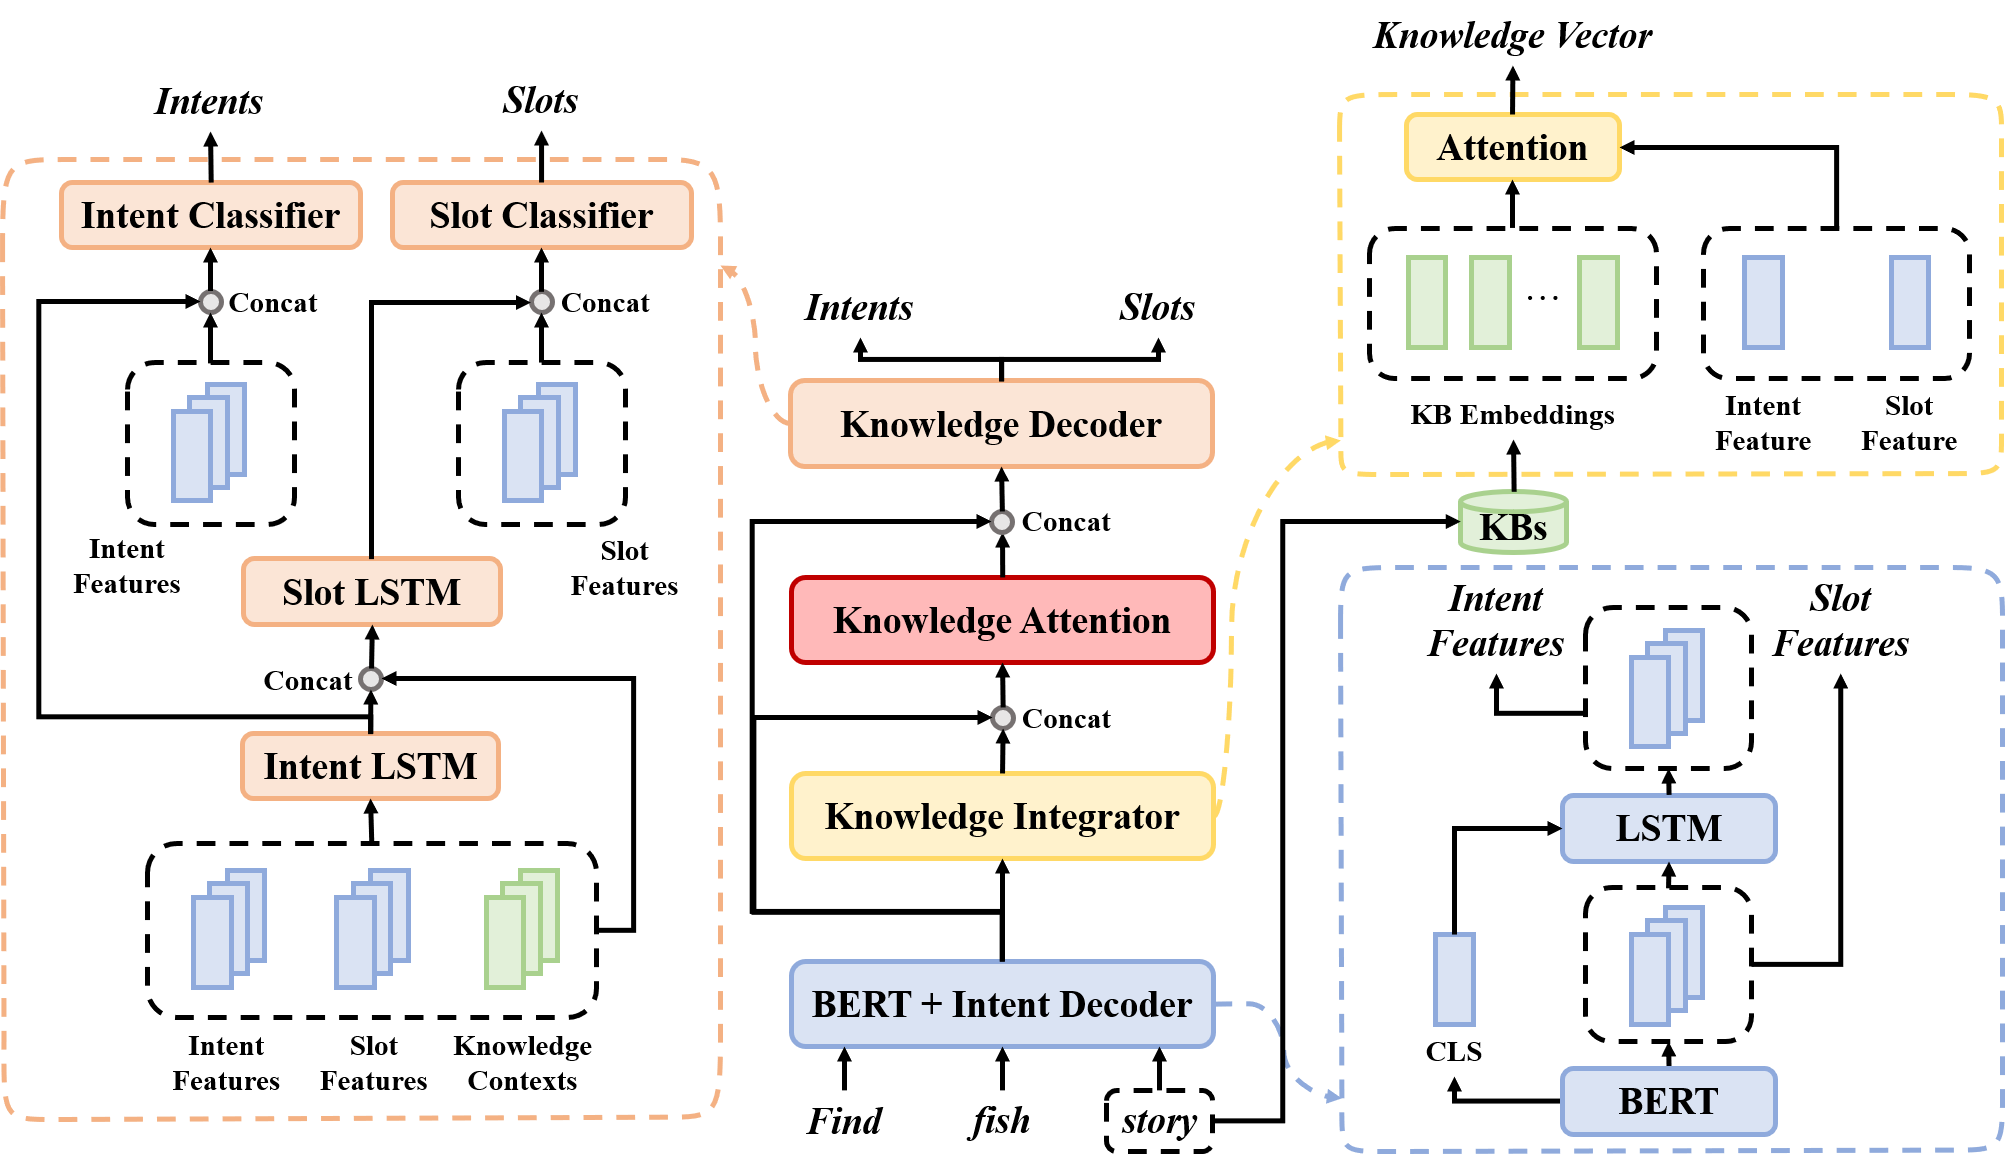 Intents
Slots
Intent Classifier
Slot Classifier
Concat
Concat
Intent
Features
Slot
Features
Slot LSTM
Concat
Intent LSTM
Intent
Features
Slot
Features
Knowledge
Contexts
Intents
Slots
Knowledge Decoder
Concat
Knowledge Attention
Concat
Knowledge Integrator
BERT + Intent Decoder
Find
fish
story
Knowledge Vector
Attention
...
KB Embeddings
Intent
Feature
Slot
Feature
KBs
Intent
Features
Slot
Features
LSTM
CLS
BERT